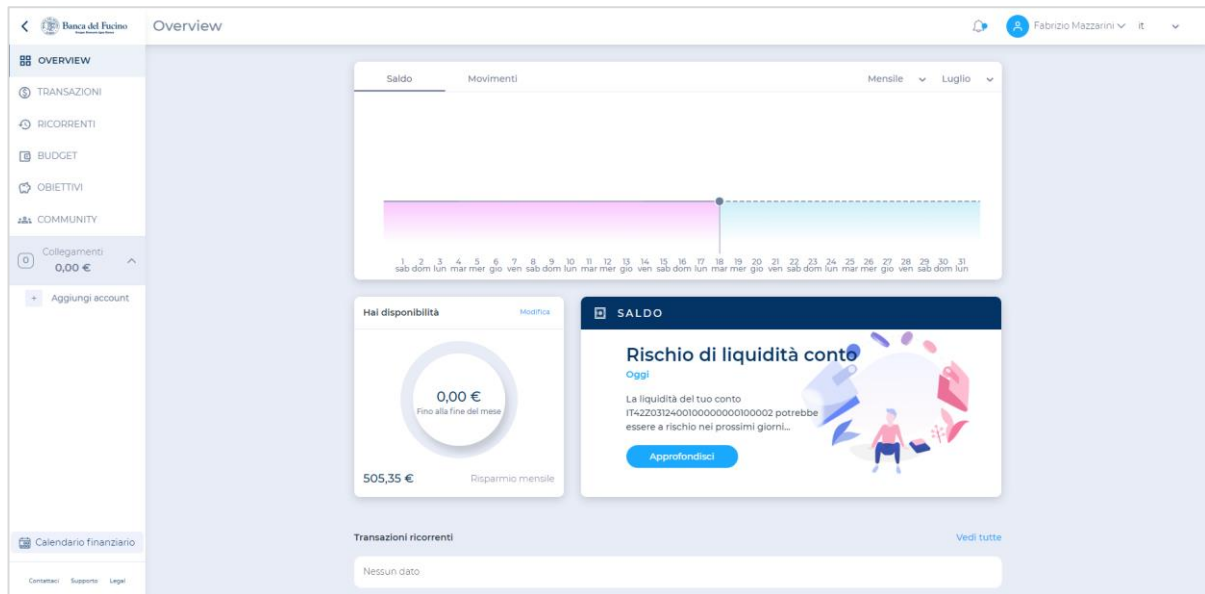 Banca del Fucino
Overview
Fabrizio Mazzarini
it
OVERVIEW
TRANSAZIONI
RICORRENTI
BUDGET
OBIETTIVI
COMMUNITY
Collegamenti
0,00 €
+ Aggiungi account
Calendario finanziario
Contattaci Supporto Legal
Saldo Movimenti Mensile Luglio
1 2 3 4 5 6 7 8 9 10 11 12 13 14 15 16 17 18 19 20 21 22 23 24 25 26 27 28 29 30 31
sab dom lun mar mer gio ven sab dom lun mar mer gio ven sab dom lun mar mer gio ven sab dom lun mar mer gio ven sab dom lun
Hai disponibilità Modifica
0,00 €
Fino alla fine del mese
505,35 € Risparmio mensile
SALDO
Rischio di liquidità conto
Oggi
La liquidità del tuo conto
IT42Z0312400100000000100002 potrebbe
essere a rischio nei prossimi giorni...
Approfondisci
Transazioni ricorrenti Vedi tutte
Nessun dato